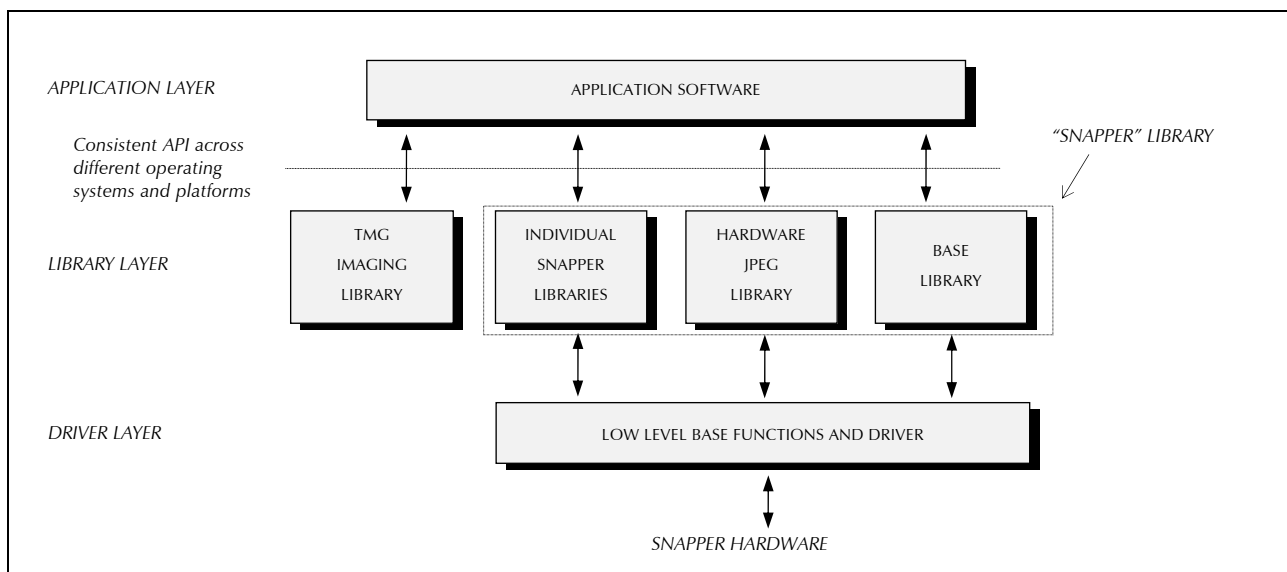 APPLICATION LAYER
APPLICATION SOFTWARE
Consistent API across
different operating
systems and platforms
“SNAPPER” LIBRARY
LIBRARY LAYER
TMG
IMAGING
LIBRARY
INDIVIDUAL
SNAPPER
LIBRARIES
HARDWARE
JPEG
LIBRARY
BASE
LIBRARY
DRIVER LAYER
LOW LEVEL BASE FUNCTIONS AND DRIVER
SNAPPER HARDWARE